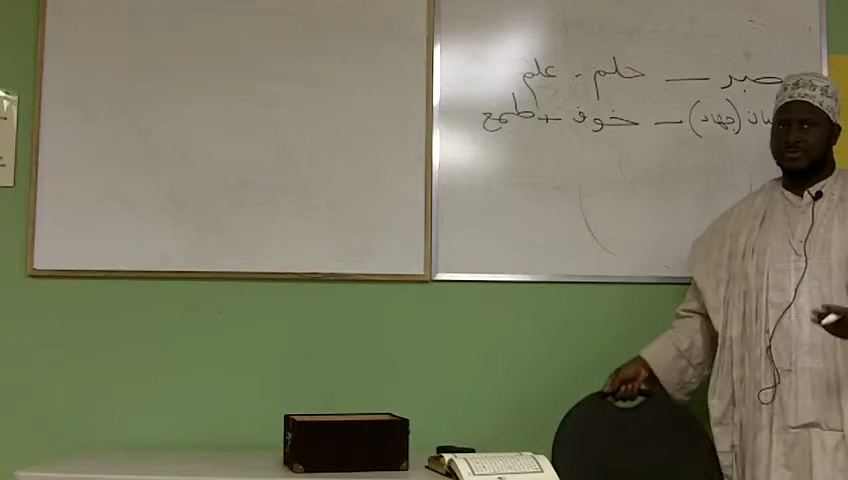 صبر — حلم - علم
(جهاد) — خوف + طمع